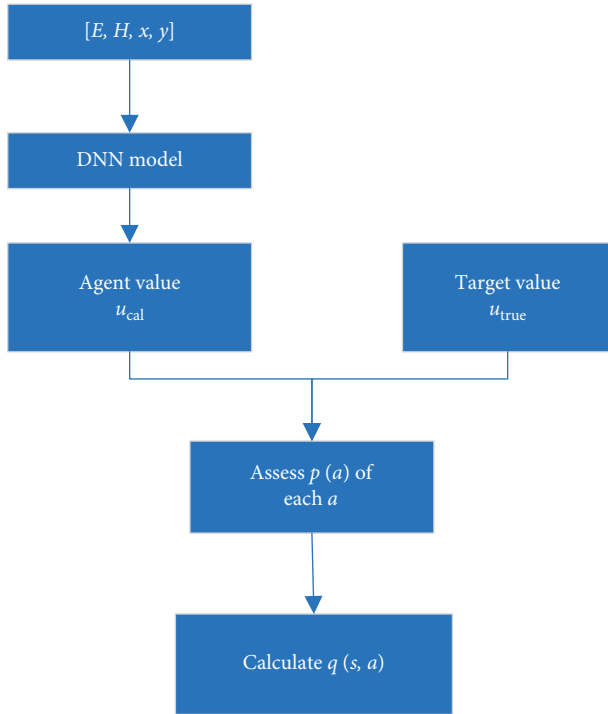 [E, H, x, y]
DNN model
Agent value
u_cal
Target value
u_true
Assess p (a) of
each a
Calculate q (s, a)